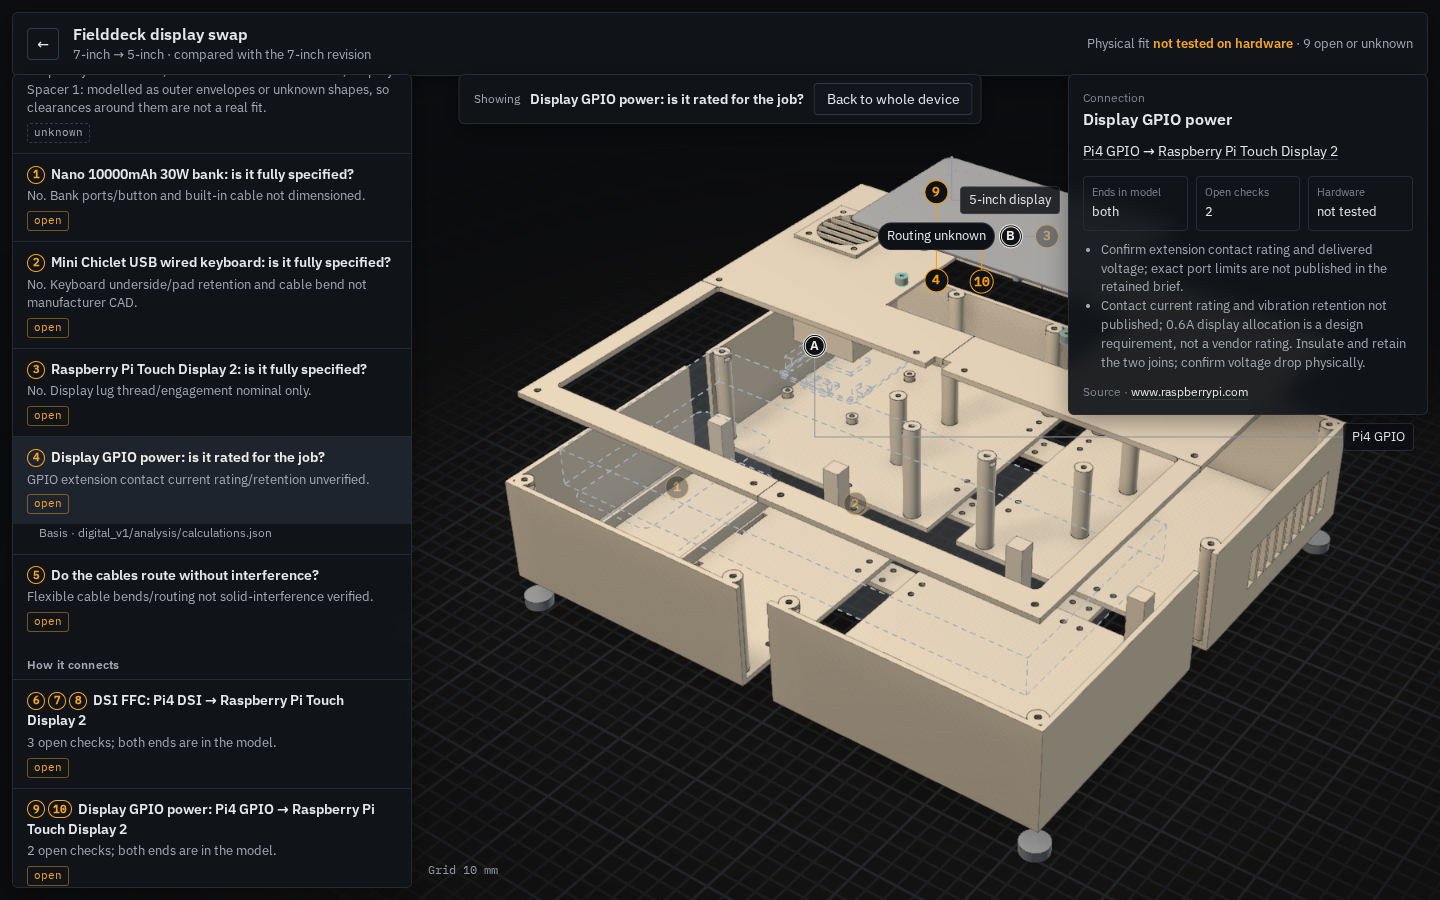 ←
Fielddeck display swap
7-inch → 5-inch · compared with the 7-inch revision
Physical fit not tested on hardware · 9 open or unknown
Spacer 1: modelled as outer envelopes or unknown shapes, so
clearances around them are not a real fit.
unknown
1 Nano 10000mAh 30W bank: is it fully specified?
No. Bank ports/button and built-in cable not dimensioned.
open
2 Mini Chiclet USB wired keyboard: is it fully specified?
No. Keyboard underside/pad retention and cable bend not
manufacturer CAD.
open
3 Raspberry Pi Touch Display 2: is it fully specified?
No. Display lug thread/engagement nominal only.
open
4 Display GPIO power: is it rated for the job?
GPIO extension contact current rating/retention unverified.
open
Basis · digital_v1/analysis/calculations.json
5 Do the cables route without interference?
Flexible cable bends/routing not solid-interference verified.
open
How it connects
6 7 8 DSI FFC: Pi4 DSI → Raspberry Pi Touch
Display 2
3 open checks; both ends are in the model.
open
9 10 Display GPIO power: Pi4 GPIO → Raspberry Pi
Touch Display 2
2 open checks; both ends are in the model.
open
Showing Display GPIO power: is it rated for the job? Back to whole device
9
5-inch display
Routing unknown B 3
4 10
A
Pi4 GPIO
1
2
Grid 10 mm
Connection
Display GPIO power
Pi4 GPIO → Raspberry Pi Touch Display 2
Ends in model
both
Open checks
2
Hardware
not tested
• Confirm extension contact rating and delivered
voltage; exact port limits are not published in the
retained brief.
• Contact current rating and vibration retention not
published; 0.6A display allocation is a design
requirement, not a vendor rating. Insulate and retain
the two joins; confirm voltage drop physically.
Source · www.raspberrypi.com